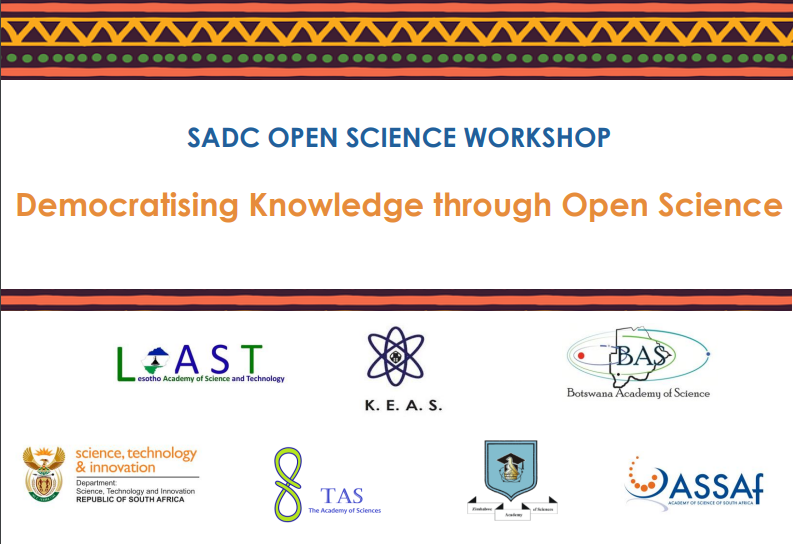 SADC OPEN SCIENCE WORKSHOP
Democratising Knowledge through Open Science
L AST
esotho Academy of Science and Technology
K. E. A. S.
BAS
Botswana Academy of Science
science, technology
& innovation
Department:
Science, Technology and Innovation
REPUBLIC OF SOUTH AFRICA
TAS
The Academy of Sciences
Zimbabwe Academy of Sciences
ASSAf
ACADEMY OF SCIENCE OF SOUTH AFRICA